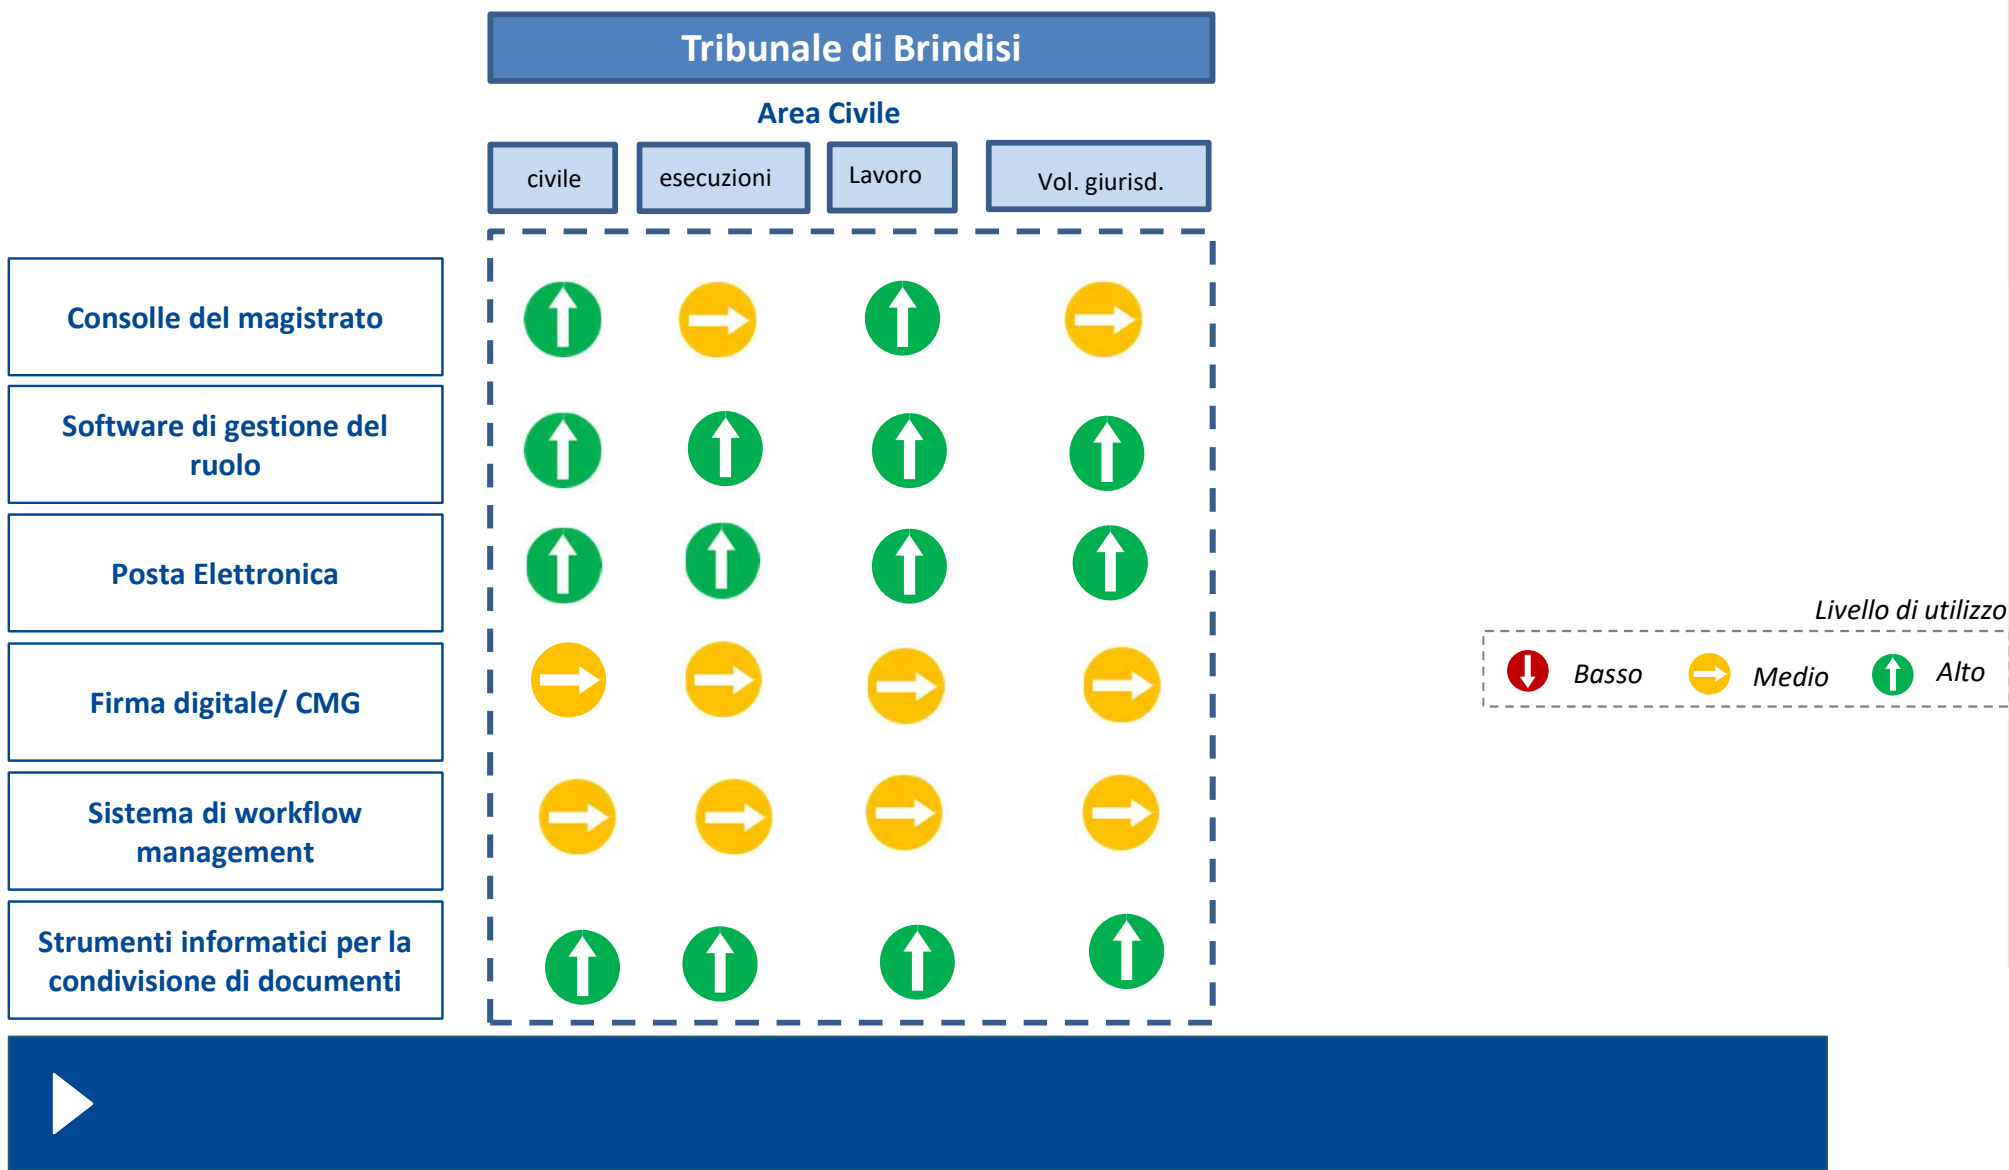 Tribunale di Brindisi
Area Civile
civile
esecuzioni
Lavoro
Vol. giurisd.
Consolle del magistrato
Software di gestione del
ruolo
Posta Elettronica
Firma digitale/ CMG
Sistema di workflow
management
Strumenti informatici per la
condivisione di documenti
Livello di utilizzo
Basso
Medio
Alto